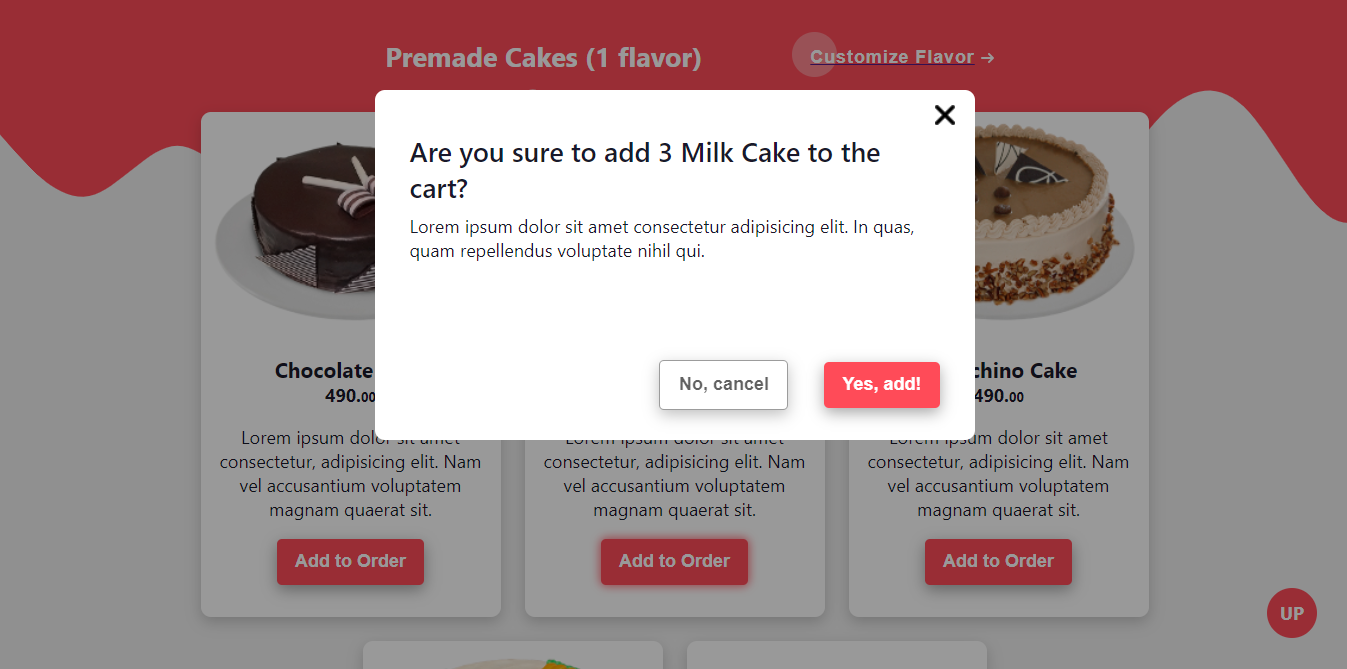 Premade Cakes (1 flavor)
Customize Flavor →
Are you sure to add 3 Milk Cake to the
cart?
Lorem ipsum dolor sit amet consectetur adipisicing elit. In quas,
quam repellendus voluptate nihil qui.
No, cancel
Yes, add!
Chocolate
490.00
Lorem ipsum dolor sit amet
consectetur, adipisicing elit. Nam
vel accusantium voluptatem
magnam quaerat sit.
Add to Order
Lorem ipsum dolor sit amet
consectetur, adipisicing elit. Nam
vel accusantium voluptatem
magnam quaerat sit.
Add to Order
chino Cake
490.00
Lorem ipsum dolor sit amet
consectetur, adipisicing elit. Nam
vel accusantium voluptatem
magnam quaerat sit.
Add to Order
UP